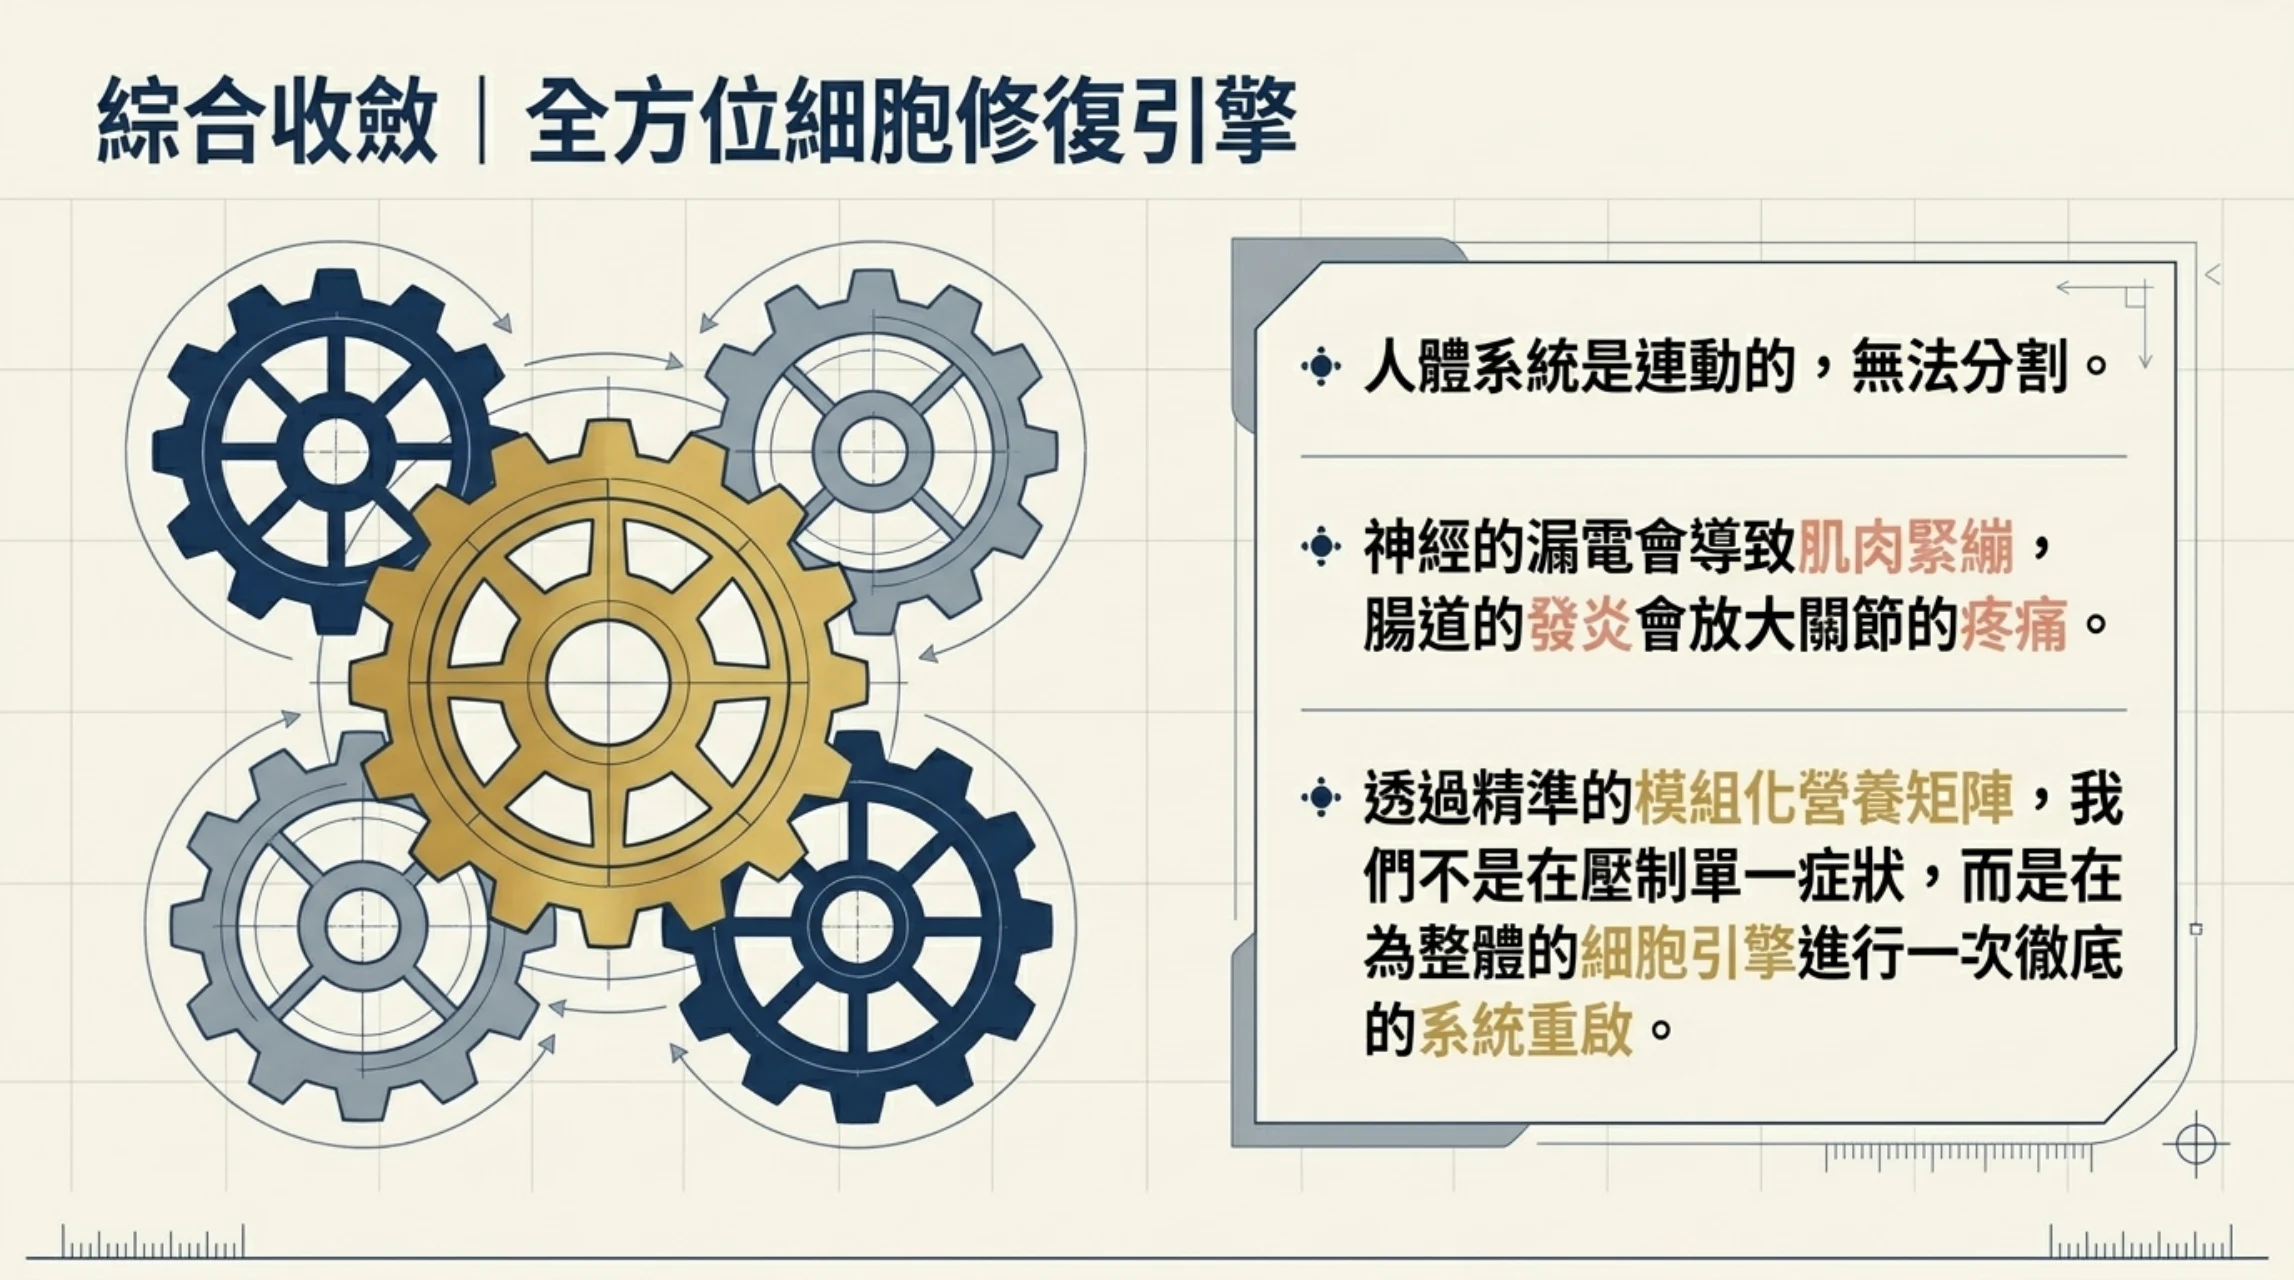 綜合收斂｜全方位細胞修復引擎
人體系統是連動的，無法分割。
神經的漏電會導致肌肉緊繃，
腸道的發炎會放大關節的疼痛。
透過精準的模組化營養矩陣，我
們不是在壓制單一症狀，而是在
為整體的細胞引擎進行一次徹底
的系統重啟。